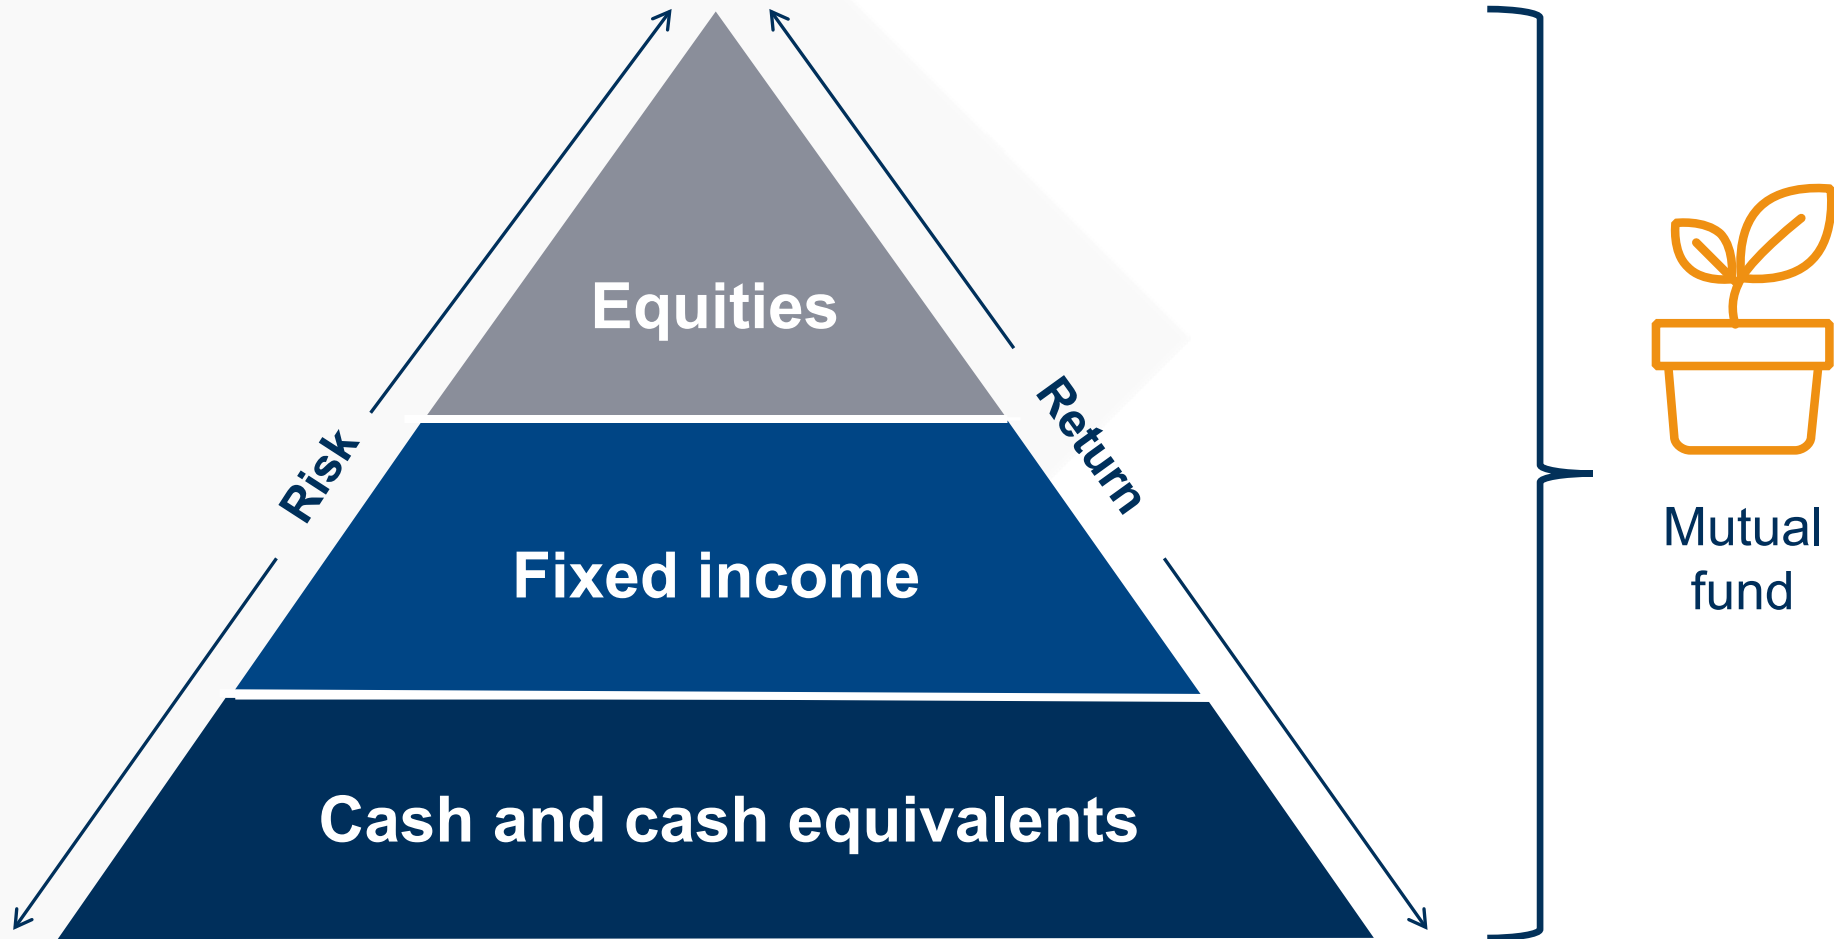 Equities
Risk
Return
Fixed income
Cash and cash equivalents
Mutual
fund